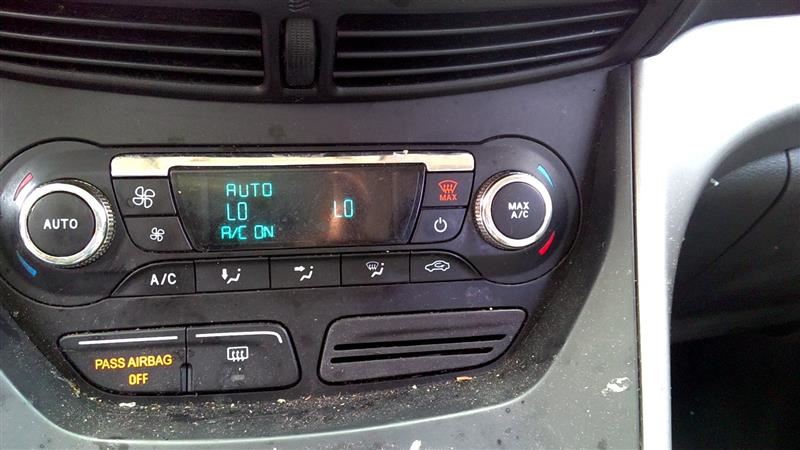 AUTO
LO LO
A/C ON
MAX
AUTO
MAX
A/C
A/C
PASS AIRBAG
OFF